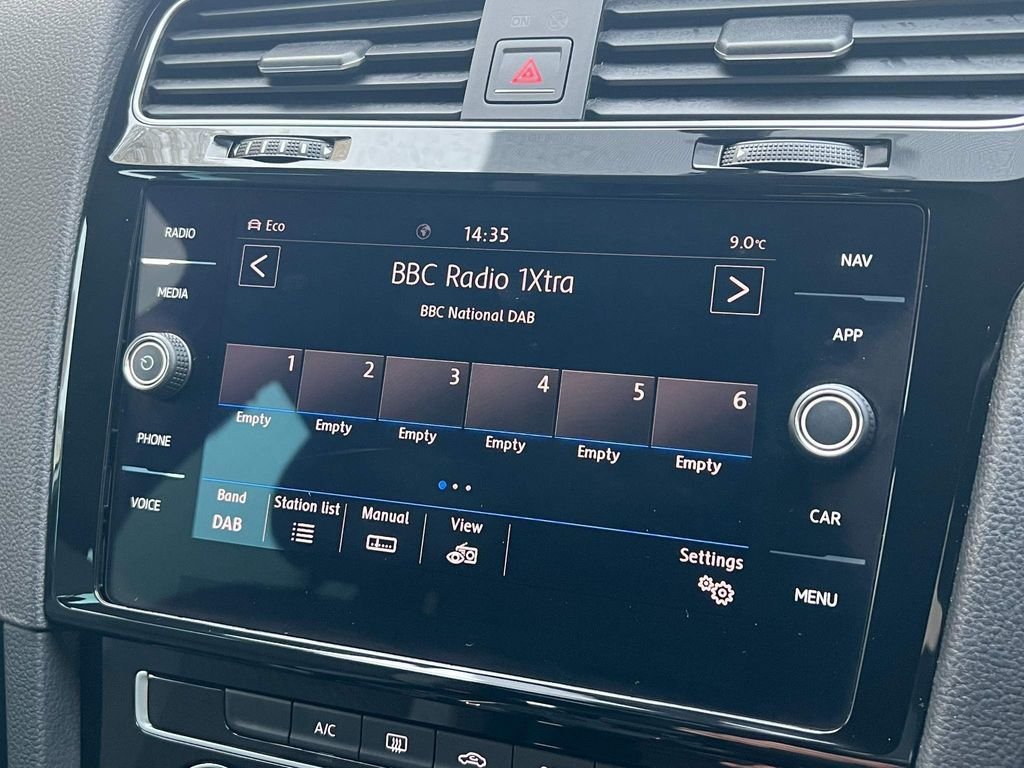 ON
RADIO
Eco
14:35
9.0°C
NAV
<
BBC Radio 1Xtra
>
MEDIA
BBC National DAB
APP
1 2 3 4 5 6
Empty Empty Empty Empty Empty Empty
PHONE
VOICE
Band
DAB
Station list
Manual
View
Settings
CAR
MENU
A/C